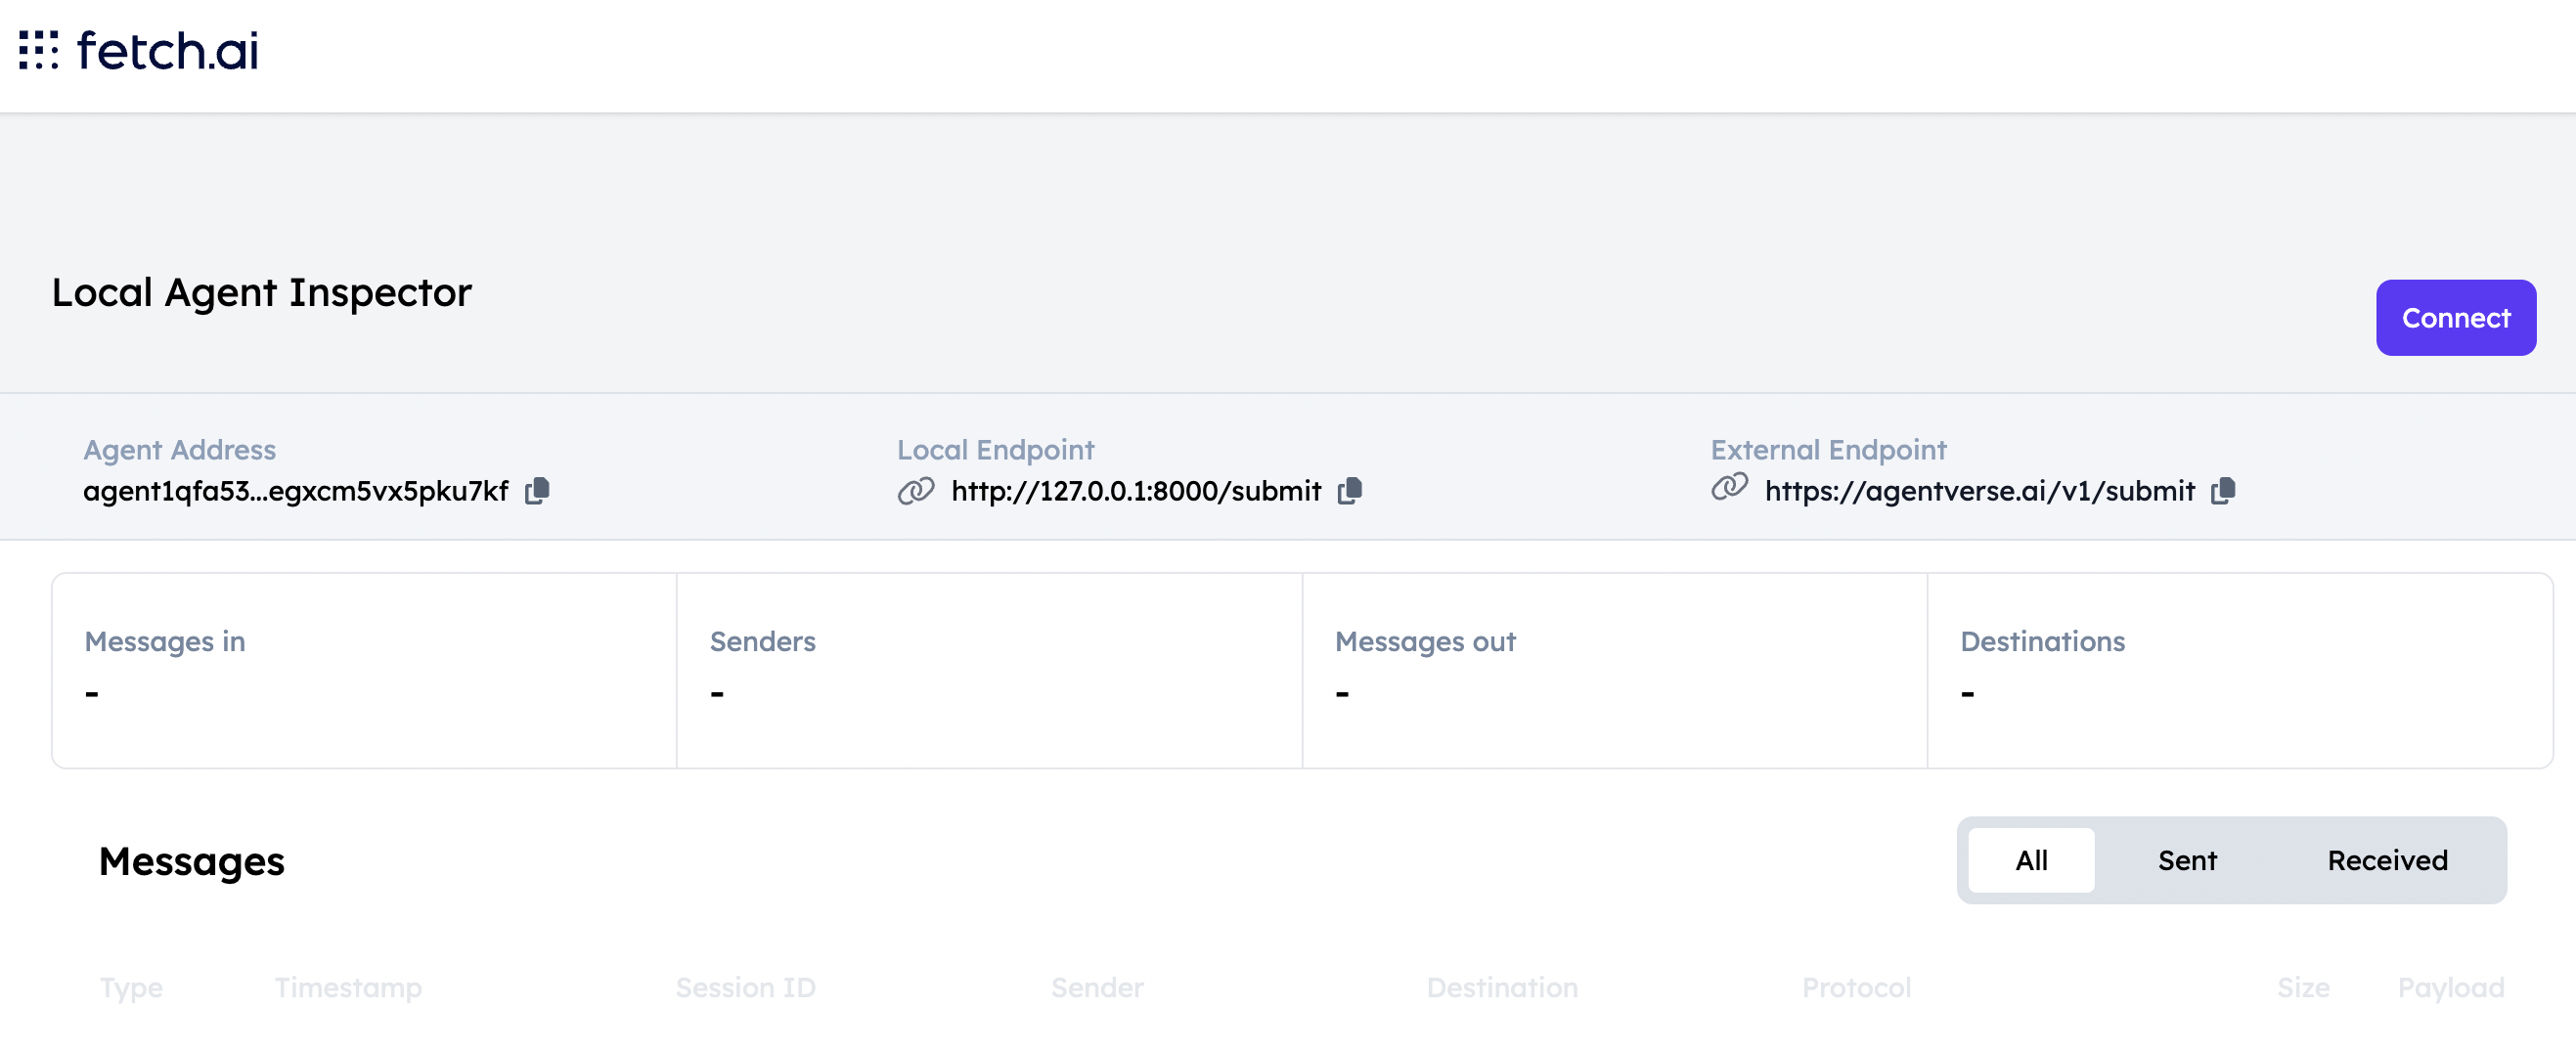 fetch.ai
Local Agent Inspector
Connect
Agent Address
agent1qfa53...egxcm5vx5pku7kf
Local Endpoint
http://127.0.0.1:8000/submit
External Endpoint
https://agentverse.ai/v1/submit
Messages in
-
Senders
-
Messages out
-
Destinations
-
Messages
All Sent Received
Type Timestamp Session ID Sender Destination Protocol Size Payload